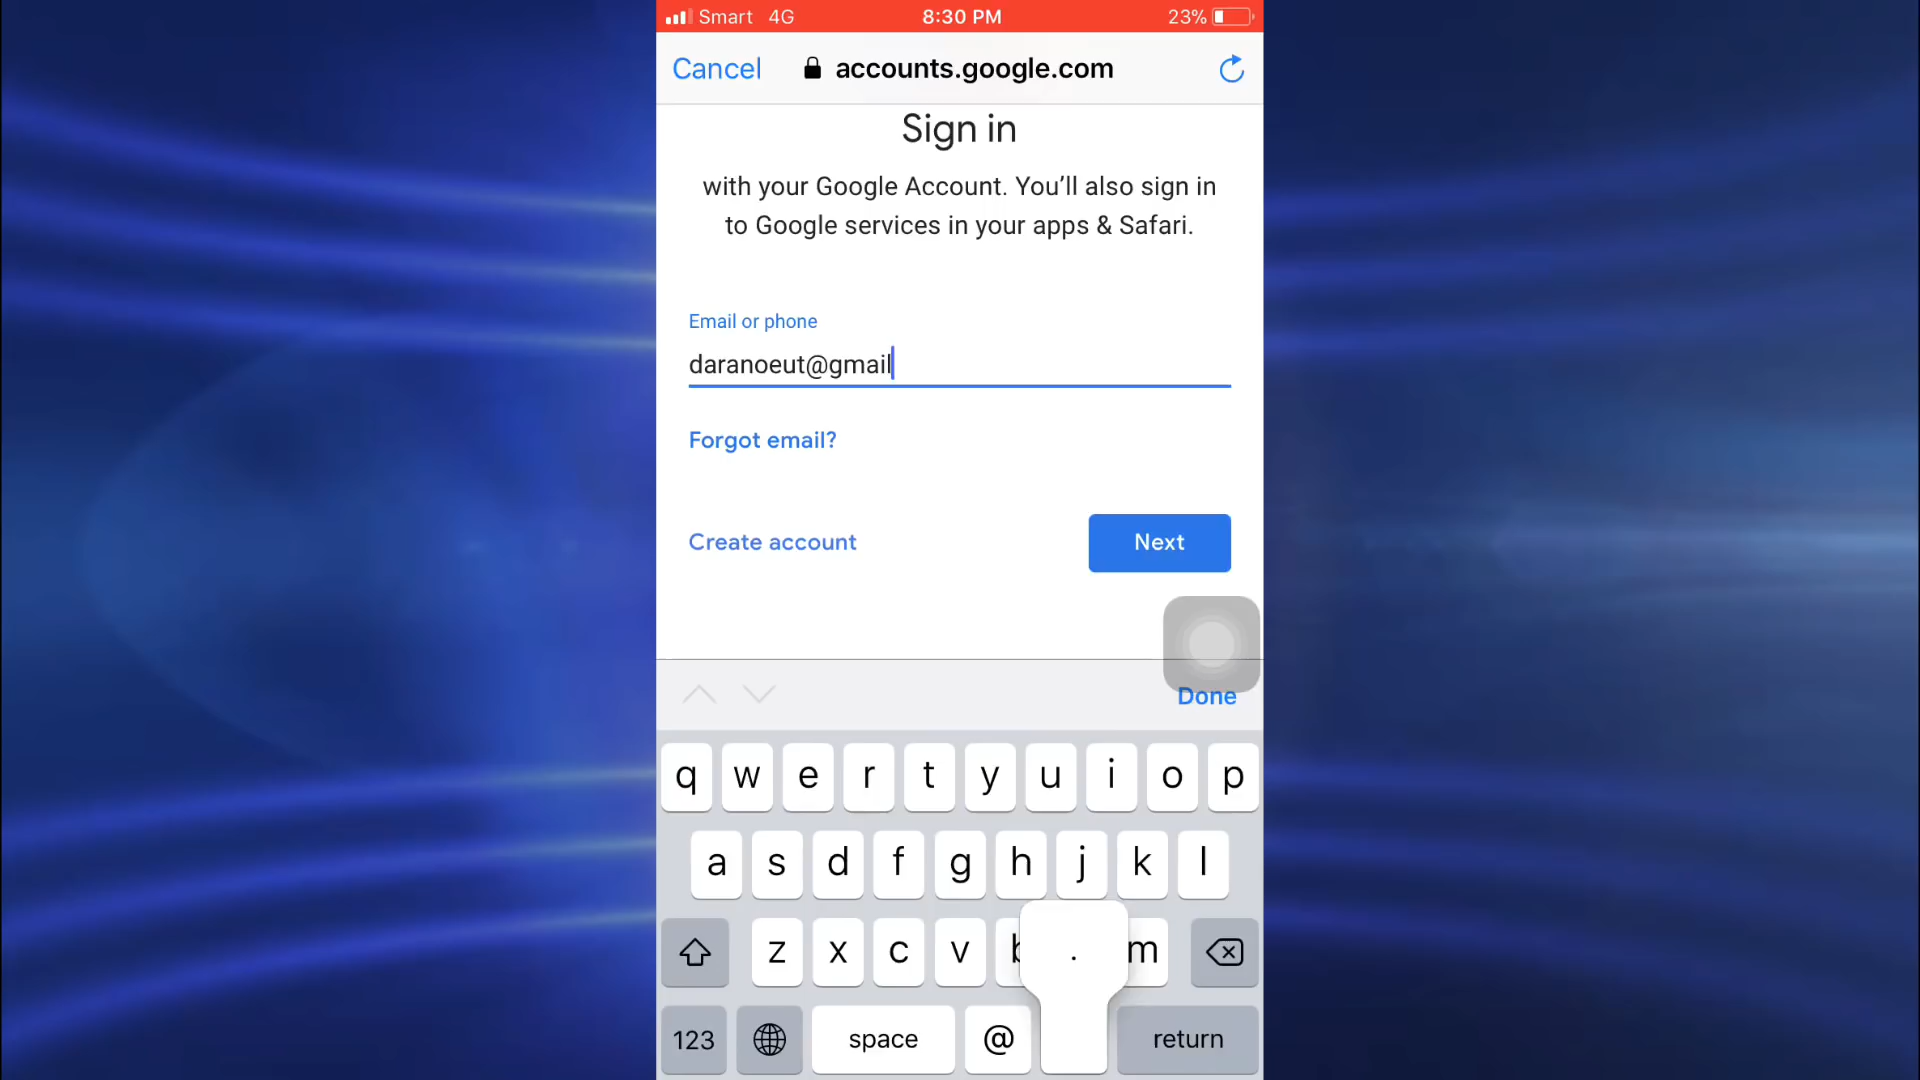 Smart 4G 8:30 PM 23%
Cancel accounts.google.com
Sign in
with your Google Account. You’ll also sign in
to Google services in your apps & Safari.
Email or phone
daranoeut@gmail
Forgot email?
Create account Next
Done
q w e r t y u i o p
a s d f g h j k l
z x c v b . m
123 space @ return